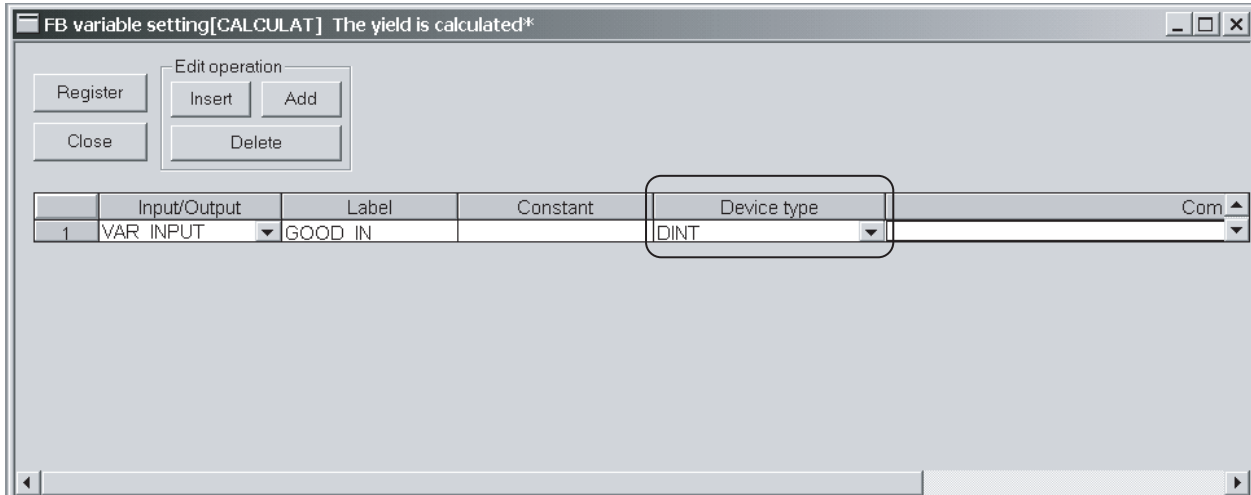 FB variable setting[CALCULAT] The yield is calculated*
Edit operation
Register Insert Add
Close Delete
Input/Output Label Constant Device type Com
1 VAR_INPUT GOOD_IN DINT